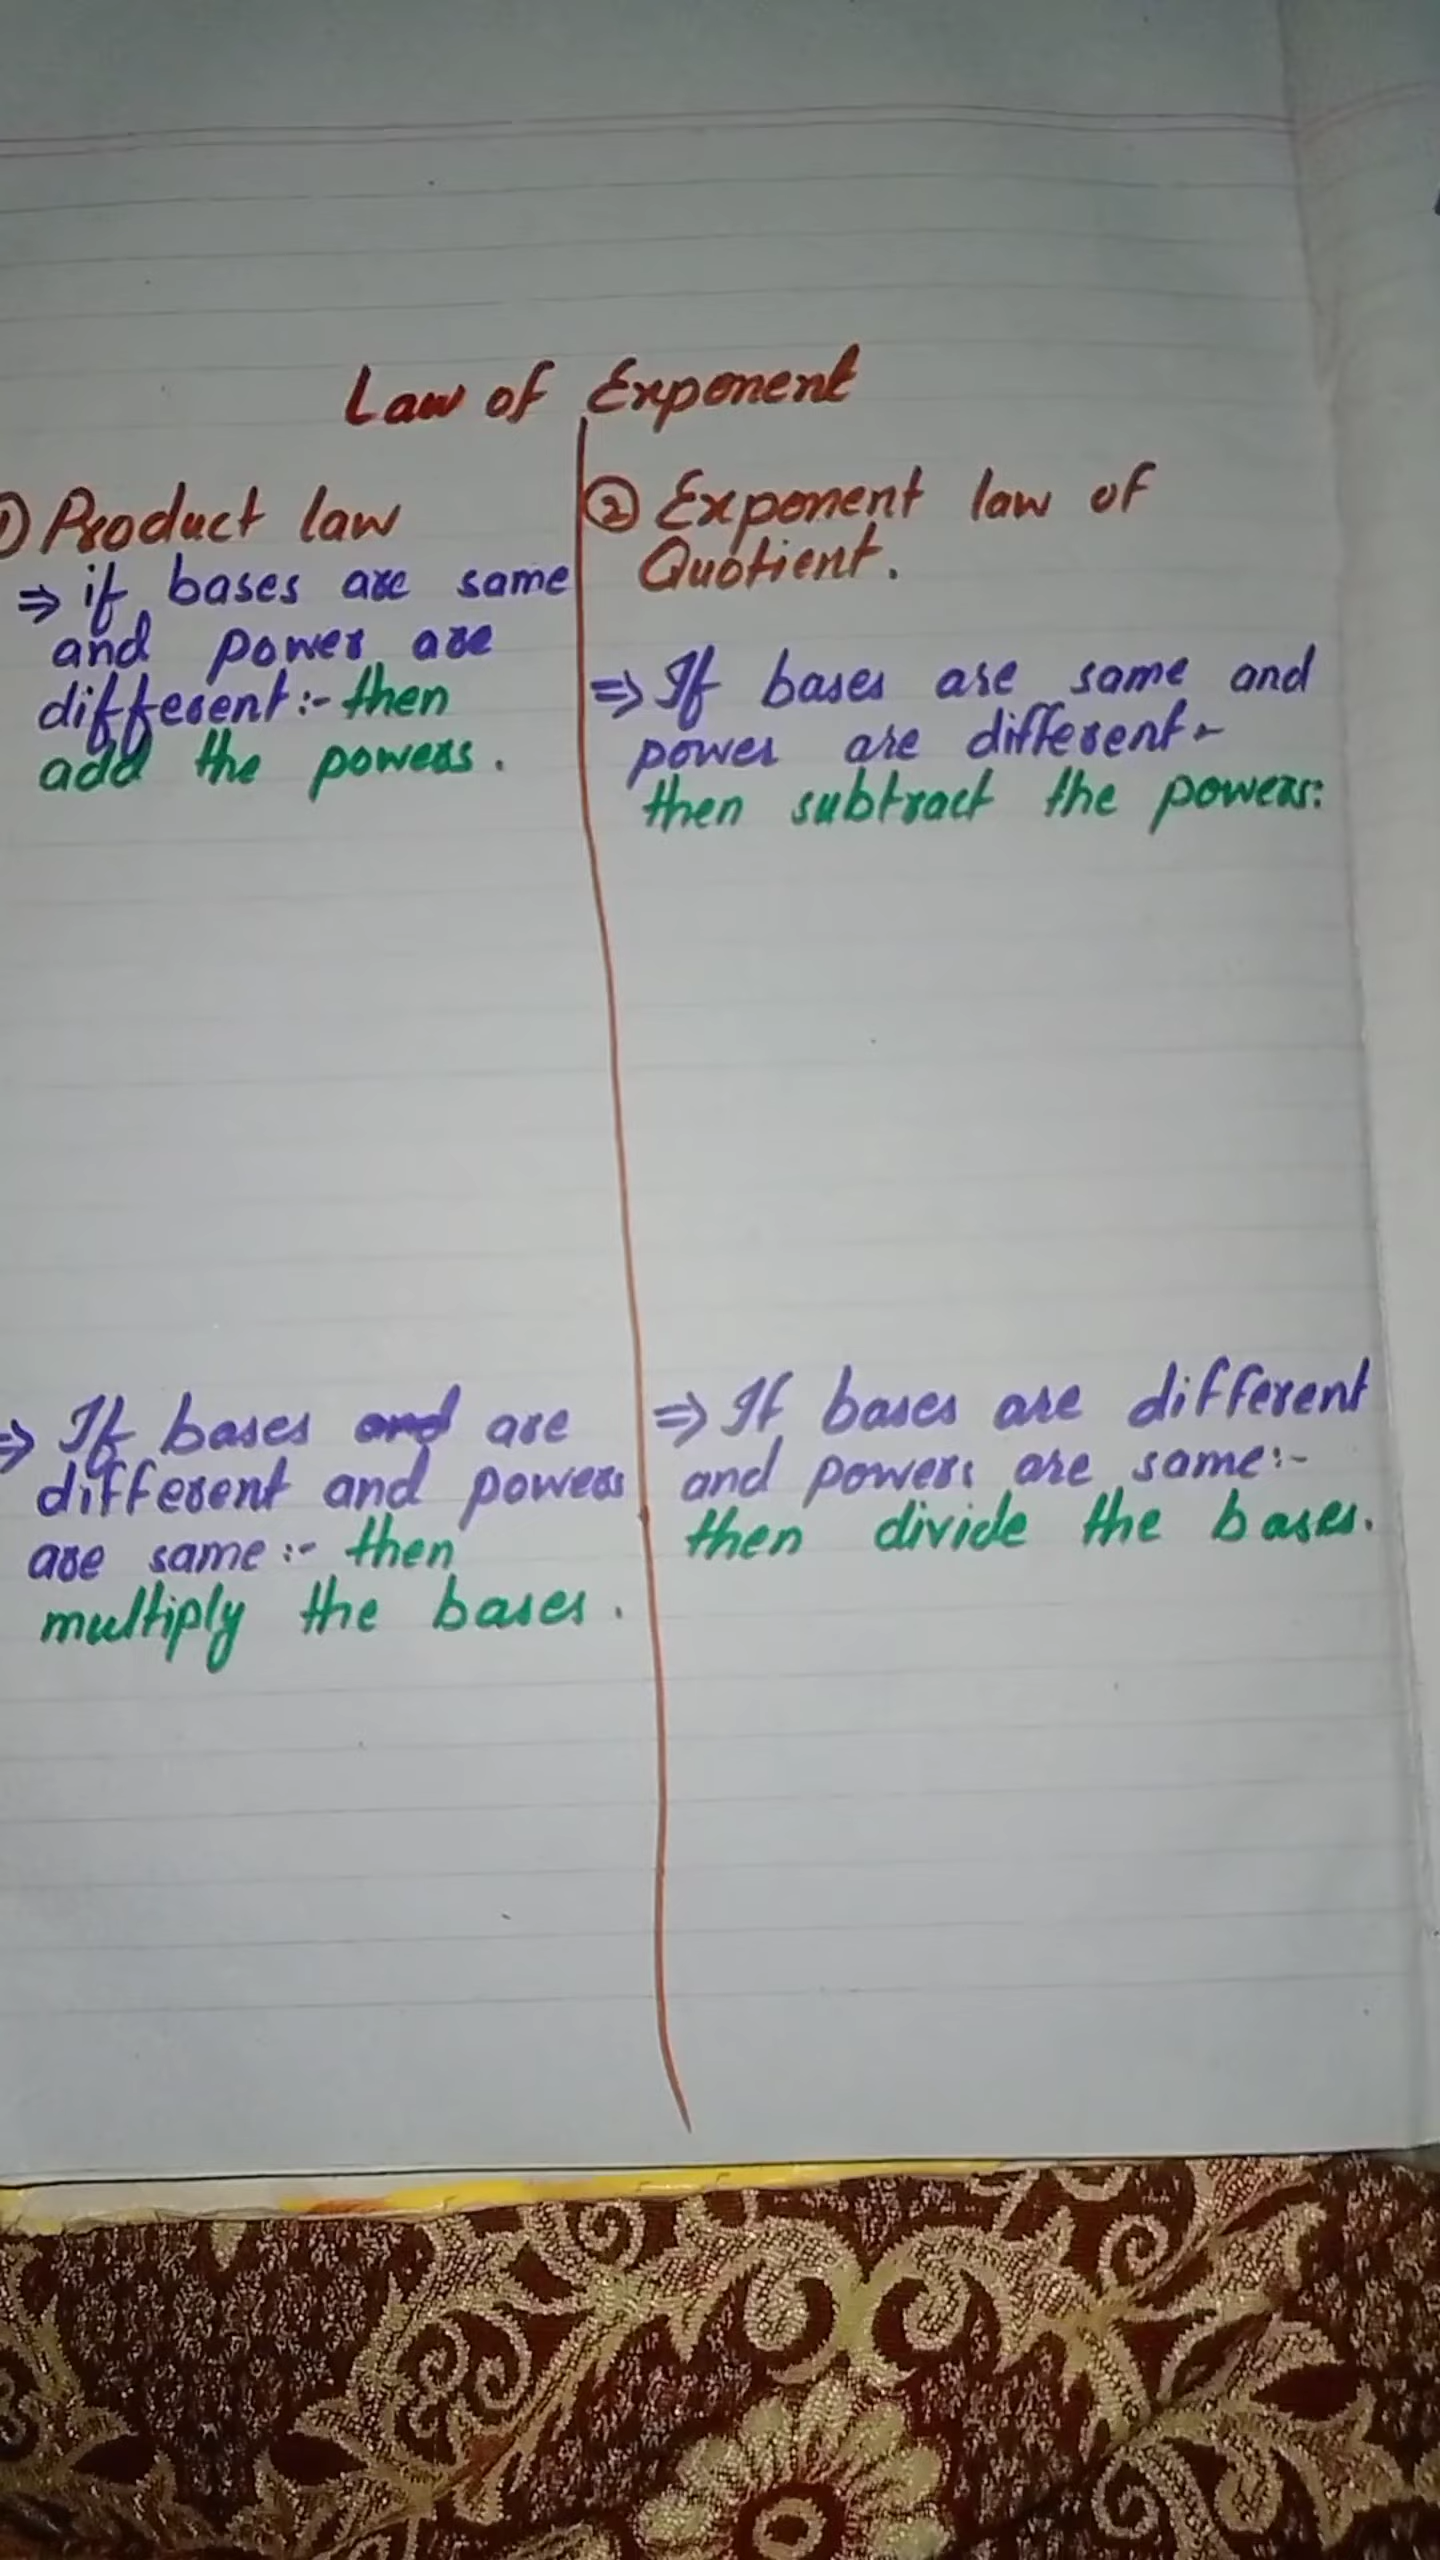 Law of Exponent
① Product law
⇒ if bases are same
and power are
different:- then
add the powers.
⇒ If bases and are
different and powers
are same:- then
multiply the bases.
② Exponent law of
Quotient.
⇒ If bases are same and
power are different-
then subtract the powers:
⇒ If bases are different
and powers are same:-
then divide the bases.